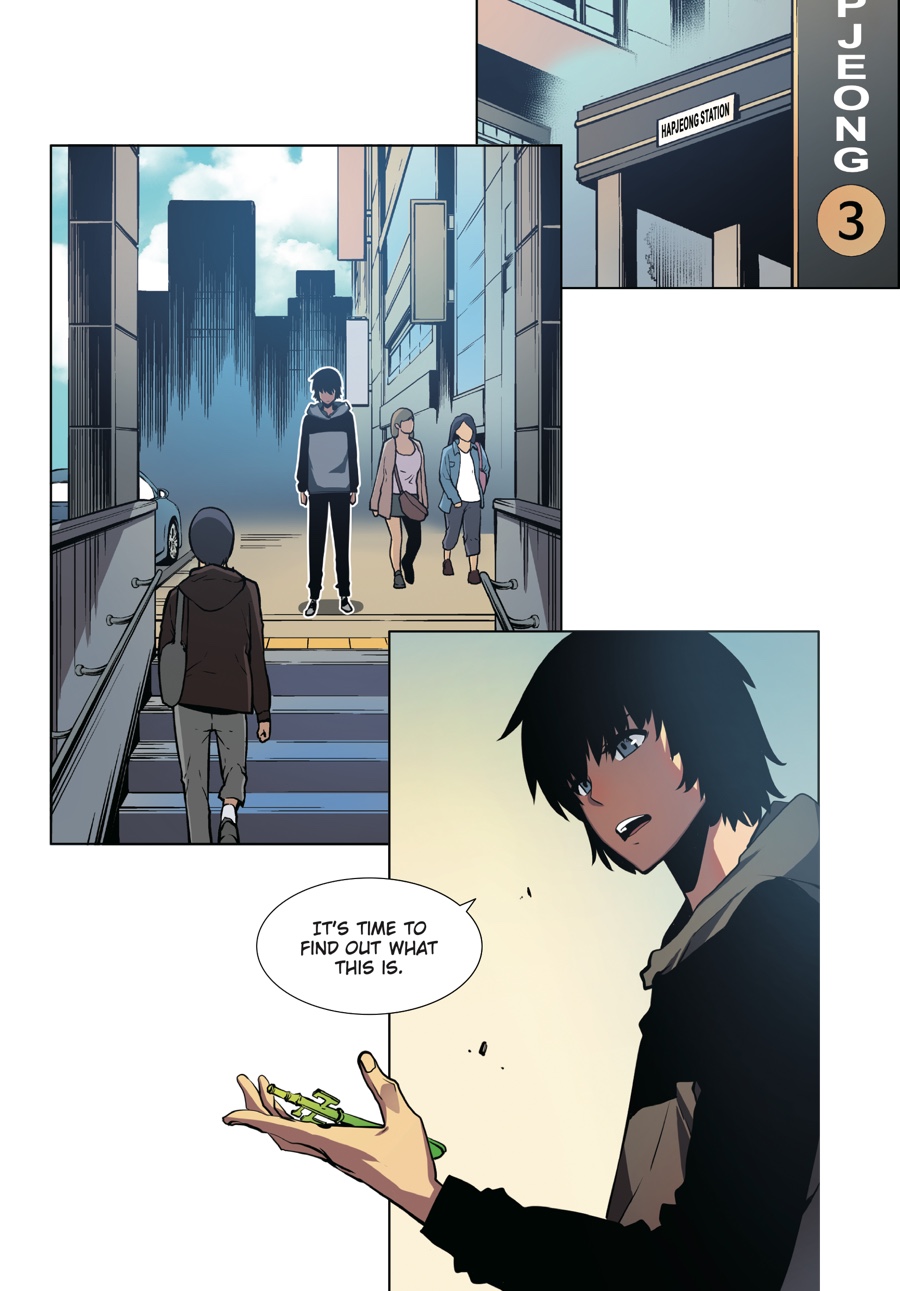 PJEONG
3
HAPJEONG STATION
IT'S TIME TO
FIND OUT WHAT
THIS IS.